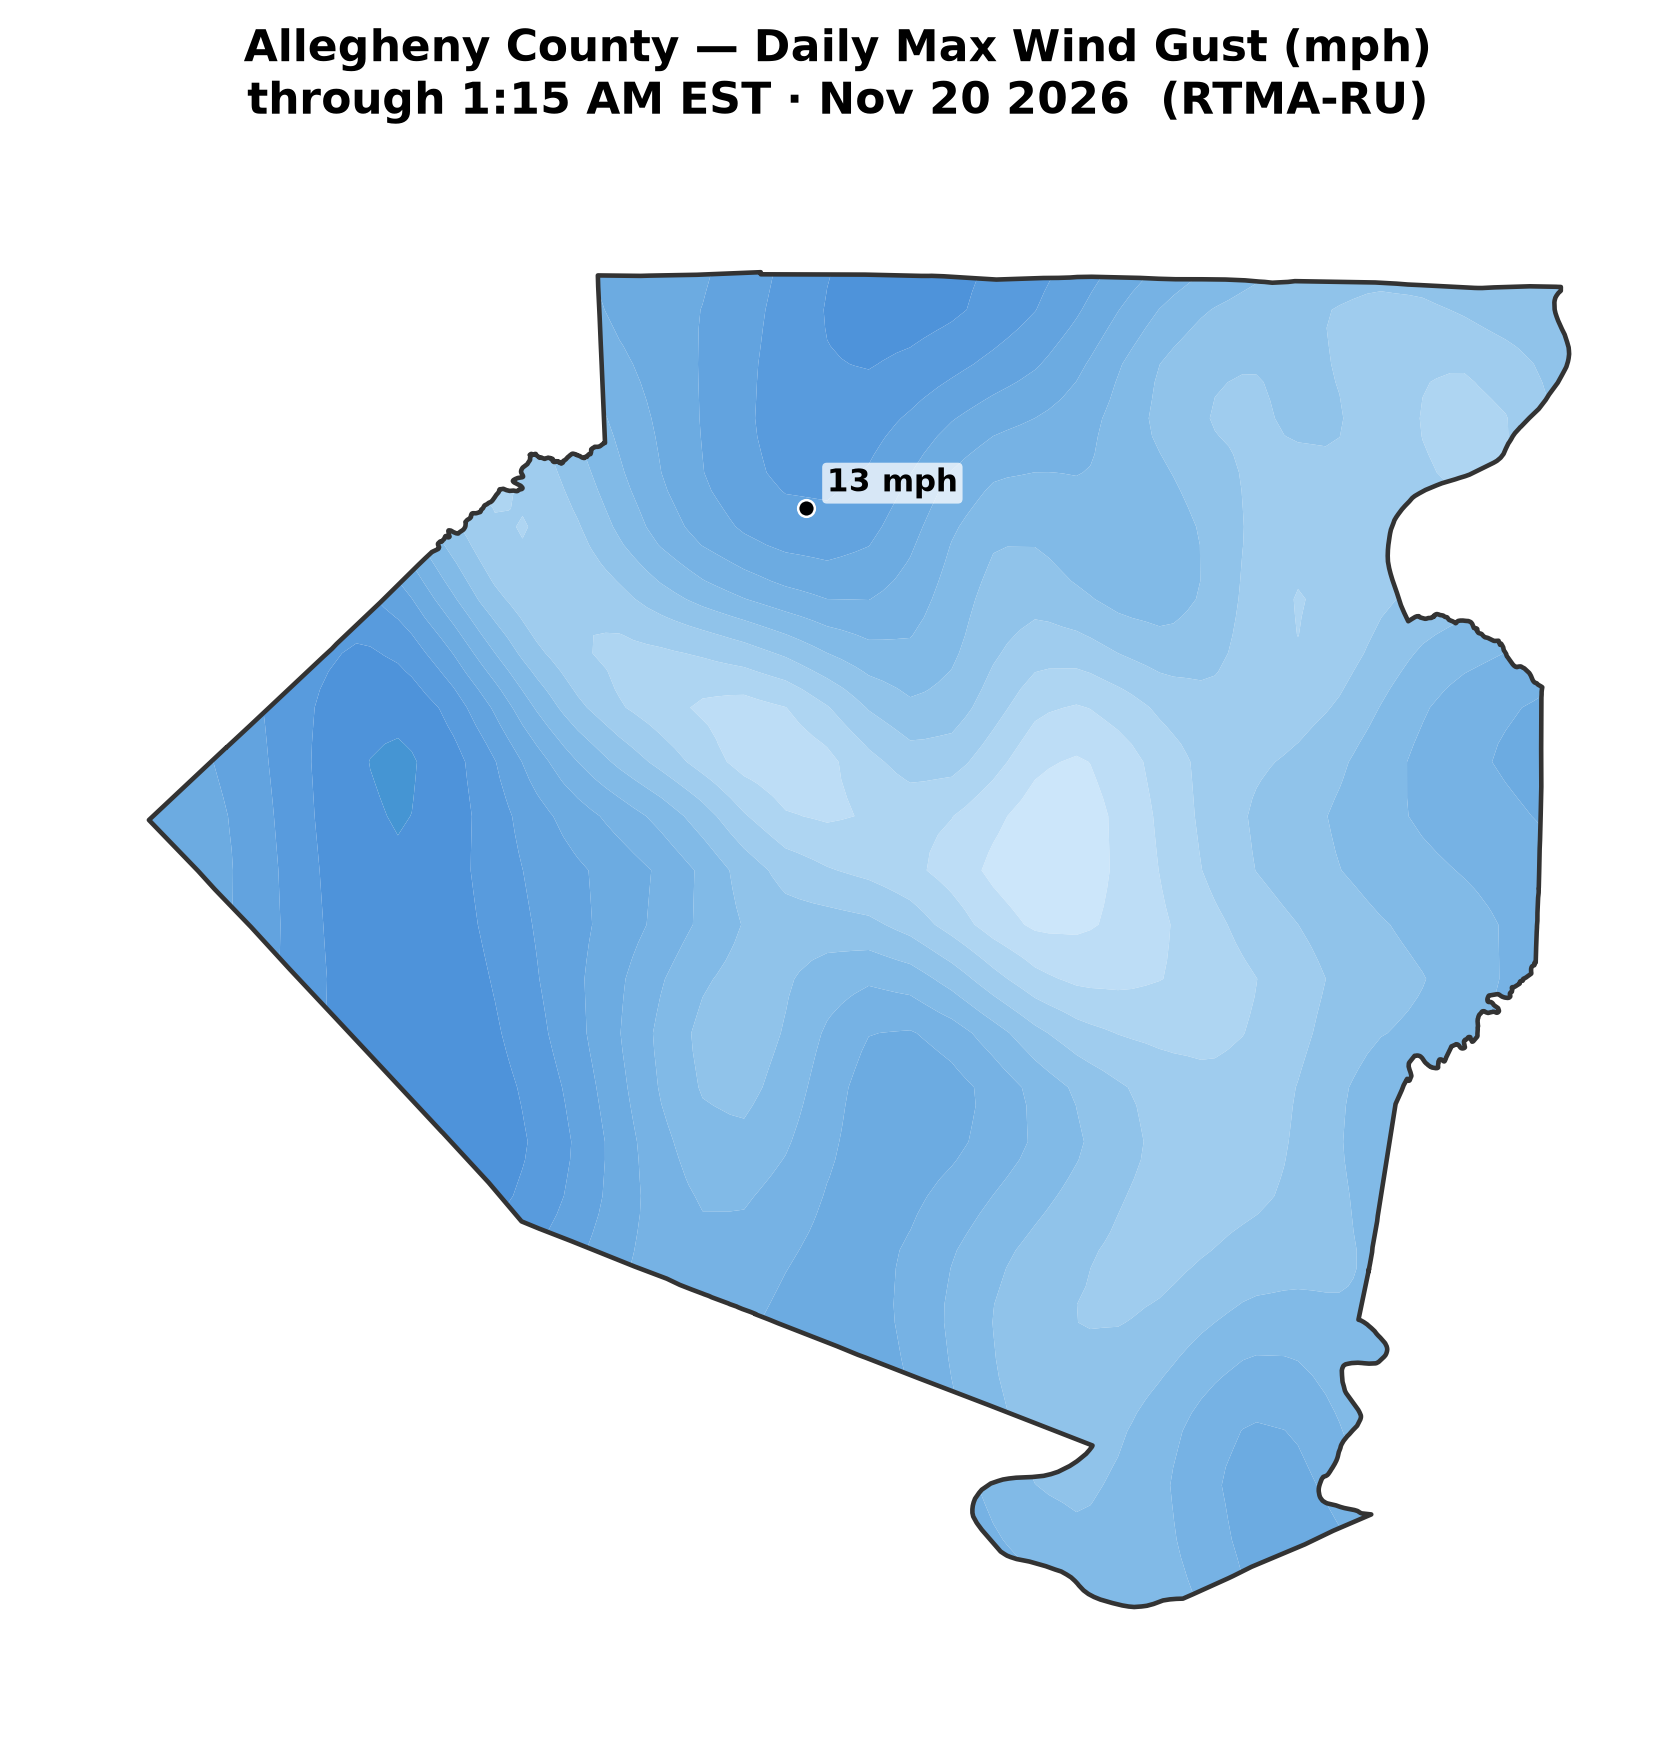 Allegheny County — Daily Max Wind Gust (mph)
through 1:15 AM EST · Nov 20 2026 (RTMA-RU)
13 mph